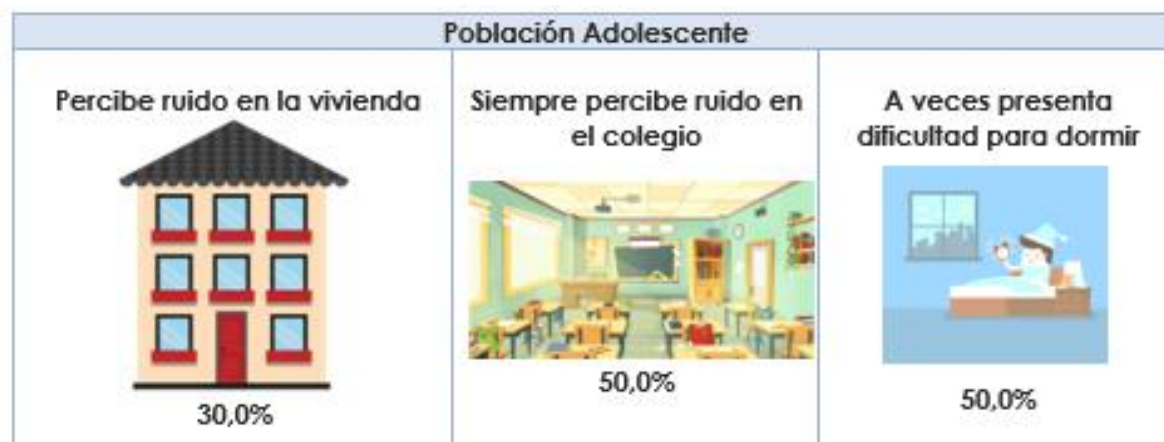 Población Adolescente
Percibe ruido en la vivienda
30,0%
Siempre percibe ruido en
el colegio
50,0%
A veces presenta
dificultad para dormir
50,0%